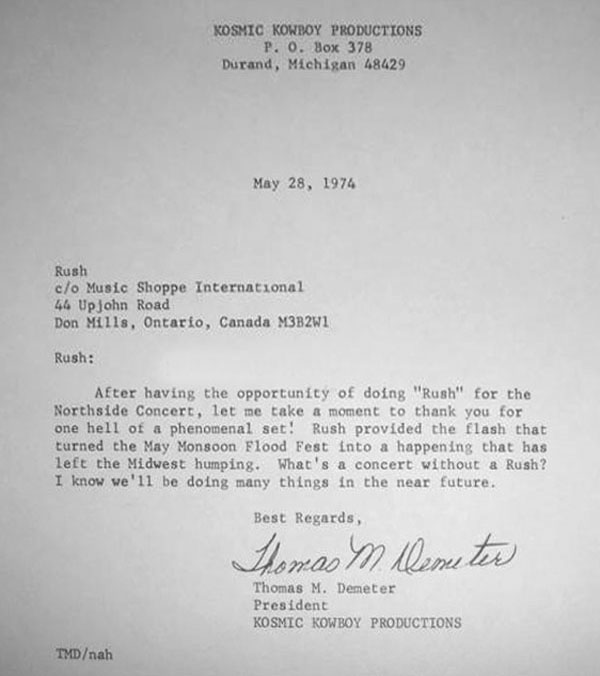 KOSMIC KOWBOY PRODUCTIONS
P. O. Box 378
Durand, Michigan 48429
May 28, 1974
Rush
c/o Music Shoppe International
44 Upjohn Road
Don Mills, Ontario, Canada M3B2W1
Rush:
After having the opportunity of doing "Rush" for the
Northside Concert, let me take a moment to thank you for
one hell of a phenomenal set! Rush provided the flash that
turned the May Monsoon Flood Fest into a happening that has
left the Midwest humping. What's a concert without a Rush?
I know we'll be doing many things in the near future.
Best Regards,
Thomas M. Demeter
Thomas M. Demeter
President
KOSMIC KOWBOY PRODUCTIONS
TMD/nah